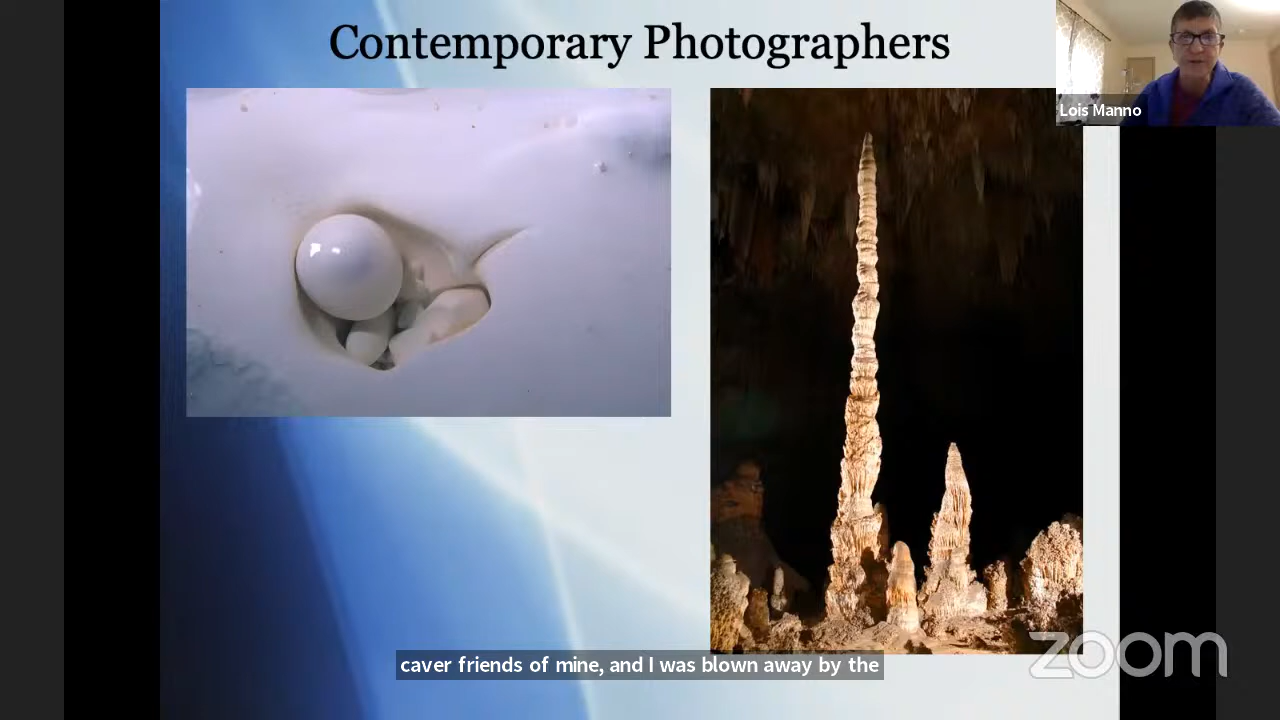 Contemporary Photographers
Lois Manno
caver friends of mine, and I was blown away by the
zoom